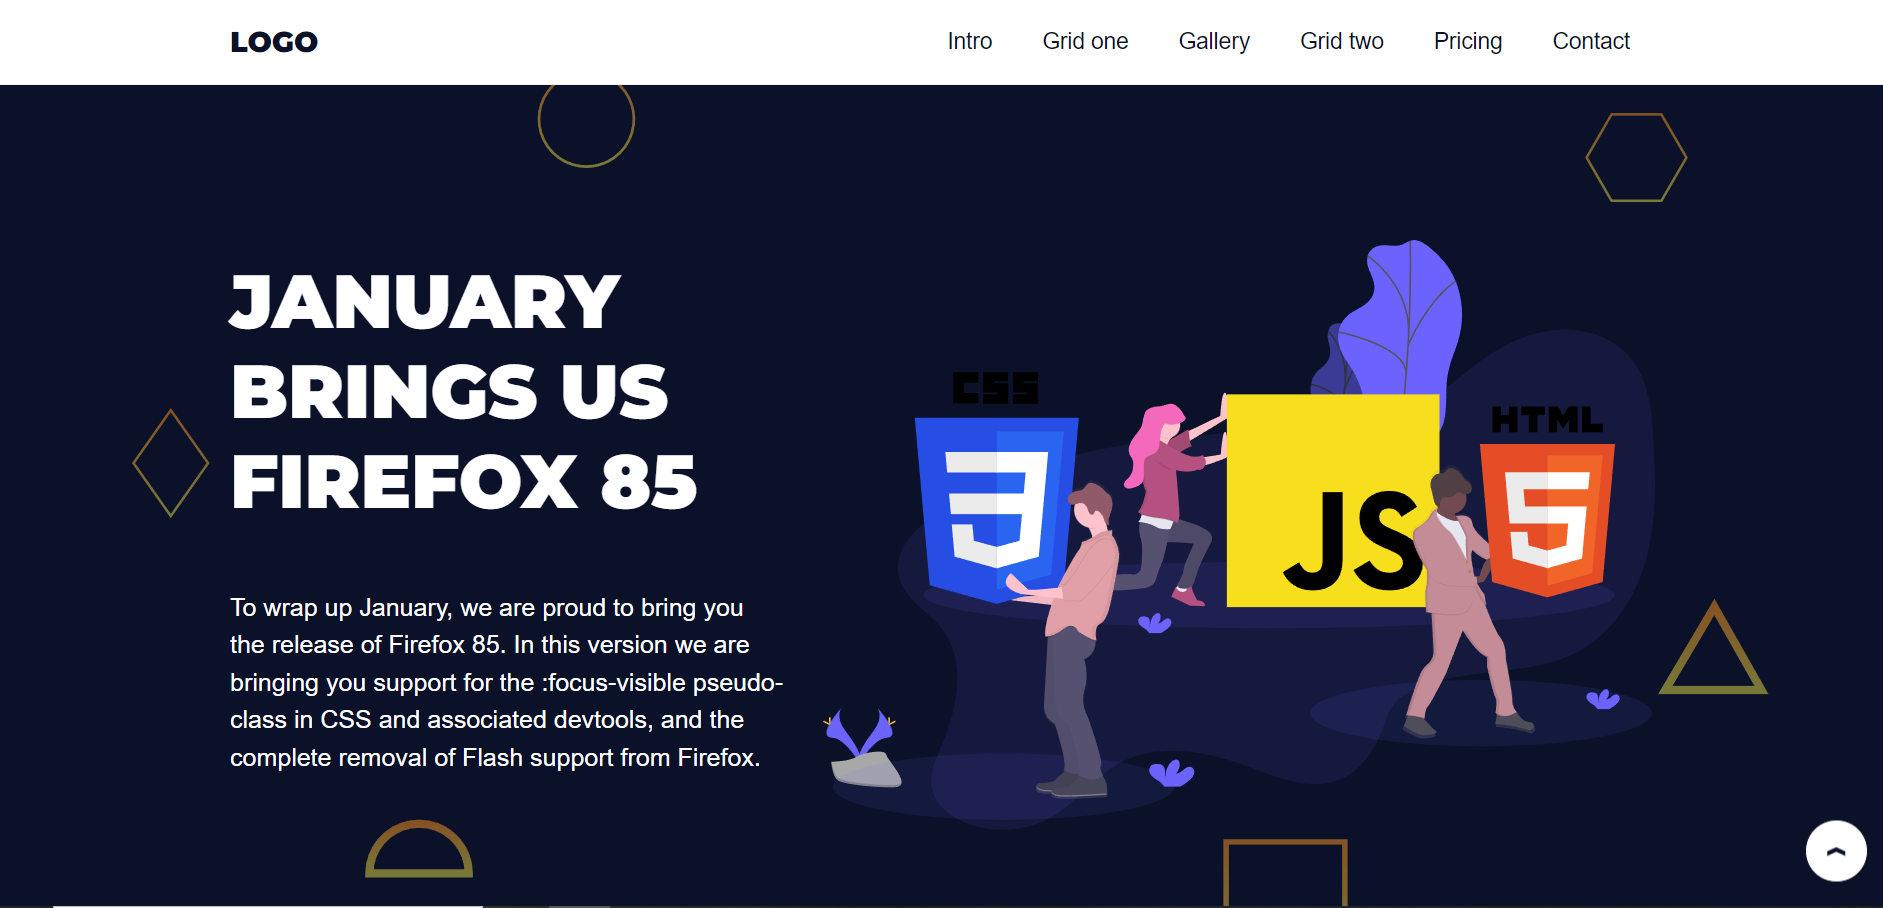 LOGO
Intro Grid one Gallery Grid two Pricing Contact
JANUARY
BRINGS US
FIREFOX 85
To wrap up January, we are proud to bring you
the release of Firefox 85. In this version we are
bringing you support for the :focus-visible pseudo-
class in CSS and associated devtools, and the
complete removal of Flash support from Firefox.
CSS
3
JS
HTML
5